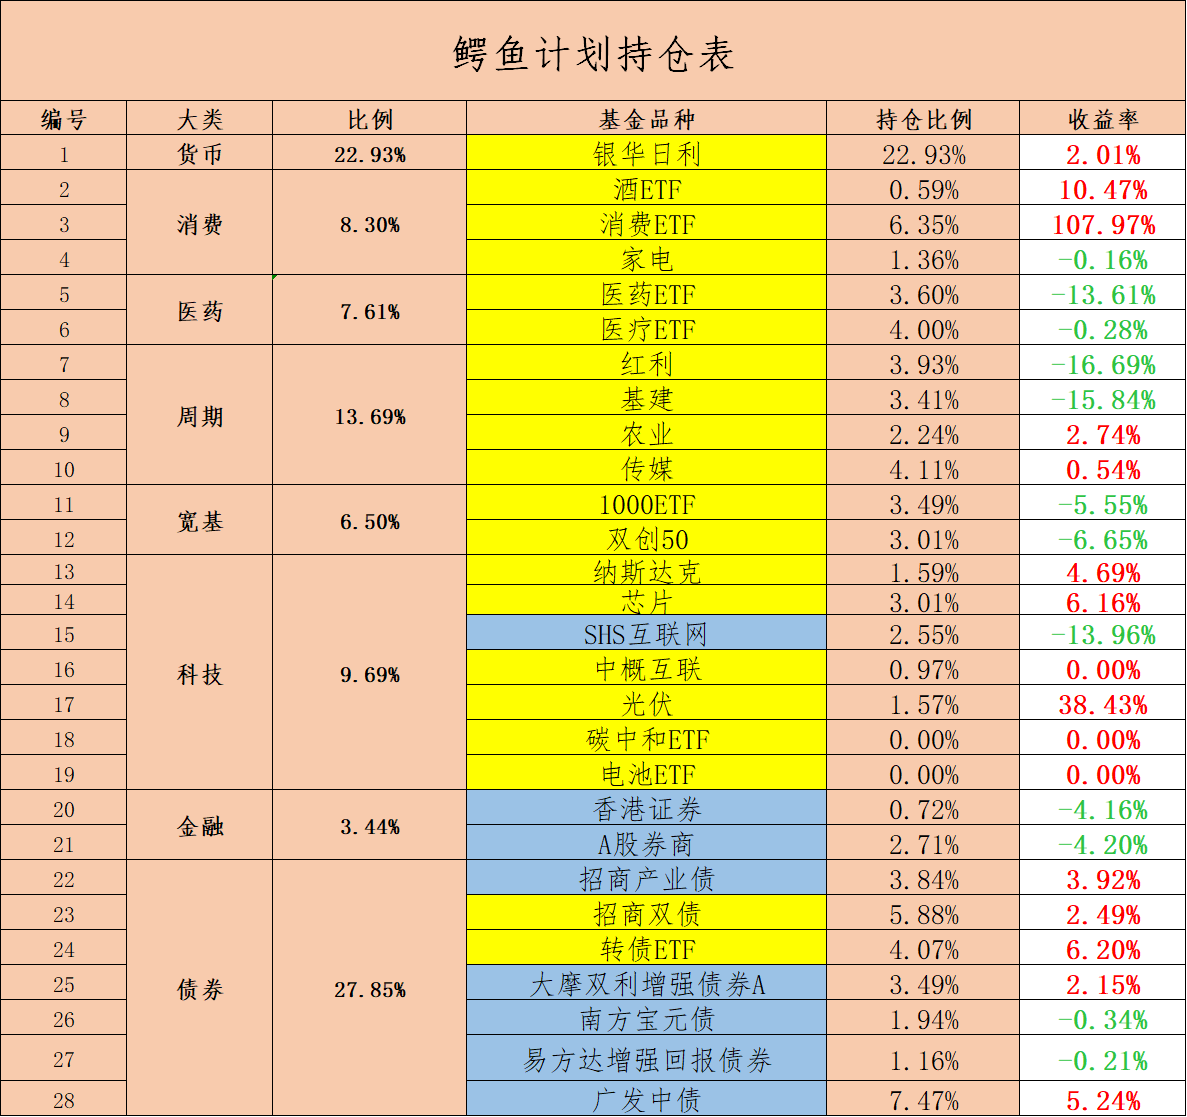 鳄鱼计划持仓表
编号 大类 比例 基金品种 持仓比例 收益率
1 货币 22.93% 银华日利 22.93% 2.01%
2 酒ETF 0.59% 10.47%
3 消费 8.30% 消费ETF 6.35% 107.97%
4 家电 1.36% -0.16%
5 医药 7.61% 医药ETF 3.60% -13.61%
6 医疗ETF 4.00% -0.28%
7 红利 3.93% -16.69%
8 周期 13.69% 基建 3.41% -15.84%
9 农业 2.24% 2.74%
10 传媒 4.11% 0.54%
11 宽基 6.50% 1000ETF 3.49% -5.55%
12 双创50 3.01% -6.65%
13 纳斯达克 1.59% 4.69%
14 芯片 3.01% 6.16%
15 SHS互联网 2.55% -13.96%
16 科技 9.69% 中概互联 0.97% 0.00%
17 光伏 1.57% 38.43%
18 碳中和ETF 0.00% 0.00%
19 电池ETF 0.00% 0.00%
20 金融 3.44% 香港证券 0.72% -4.16%
21 A股券商 2.71% -4.20%
22 招商产业债 3.84% 3.92%
23 招商双债 5.88% 2.49%
24 转债ETF 4.07% 6.20%
25 债券 27.85% 大摩双利增强债券A 3.49% 2.15%
26 南方宝元债 1.94% -0.34%
27 易方达增强回报债券 1.16% -0.21%
28 广发中债 7.47% 5.24%